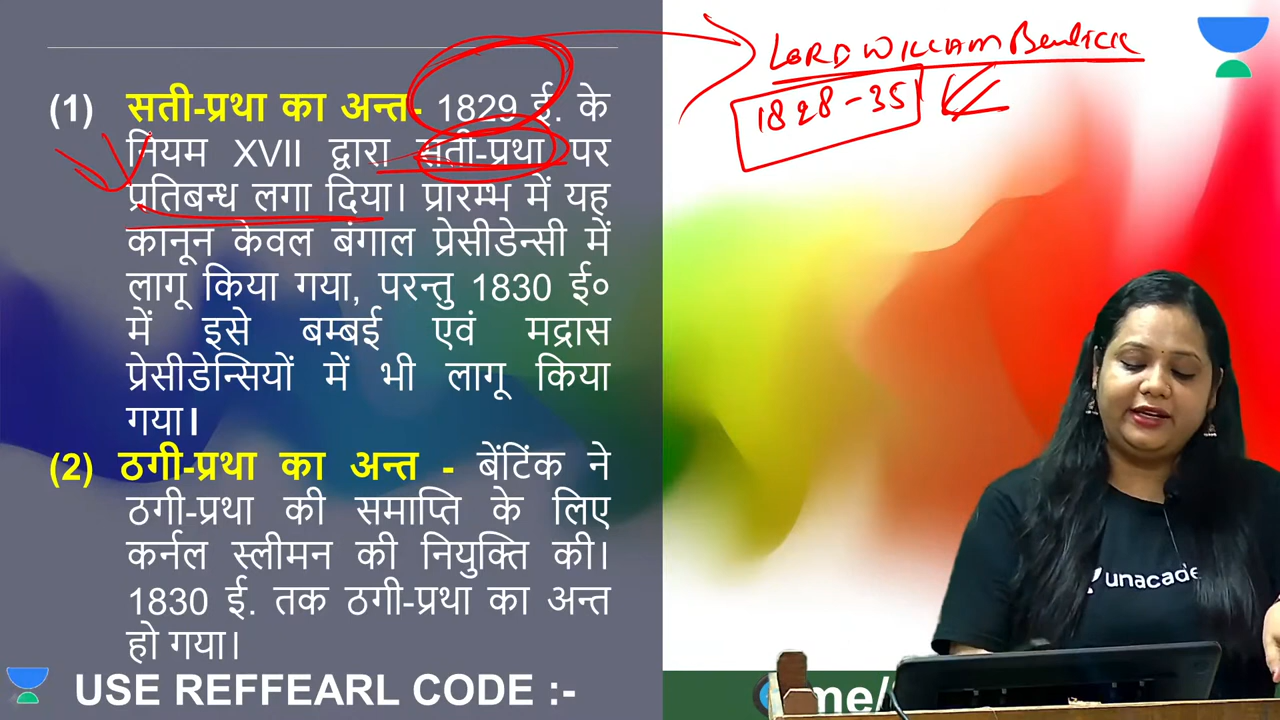 (1) सती-प्रथा का अन्त- 1829 ई. के
नियम XVII द्वारा सती-प्रथा पर
प्रतिबन्ध लगा दिया। प्रारम्भ में यह
कानून केवल बंगाल प्रेसीडेन्सी में
लागू किया गया, परन्तु 1830 ई०
में इसे बम्बई एवं मद्रास
प्रेसीडेन्सियों में भी लागू किया
गया।
(2) ठगी-प्रथा का अन्त - बेंटिंक ने
ठगी-प्रथा की समाप्ति के लिए
कर्नल स्लीमन की नियुक्ति की।
1830 ई. तक ठगी-प्रथा का अन्त
हो गया।
USE REFFEARL CODE :-
LORD WILLIAM Bentick
1828-35
unacade
me/